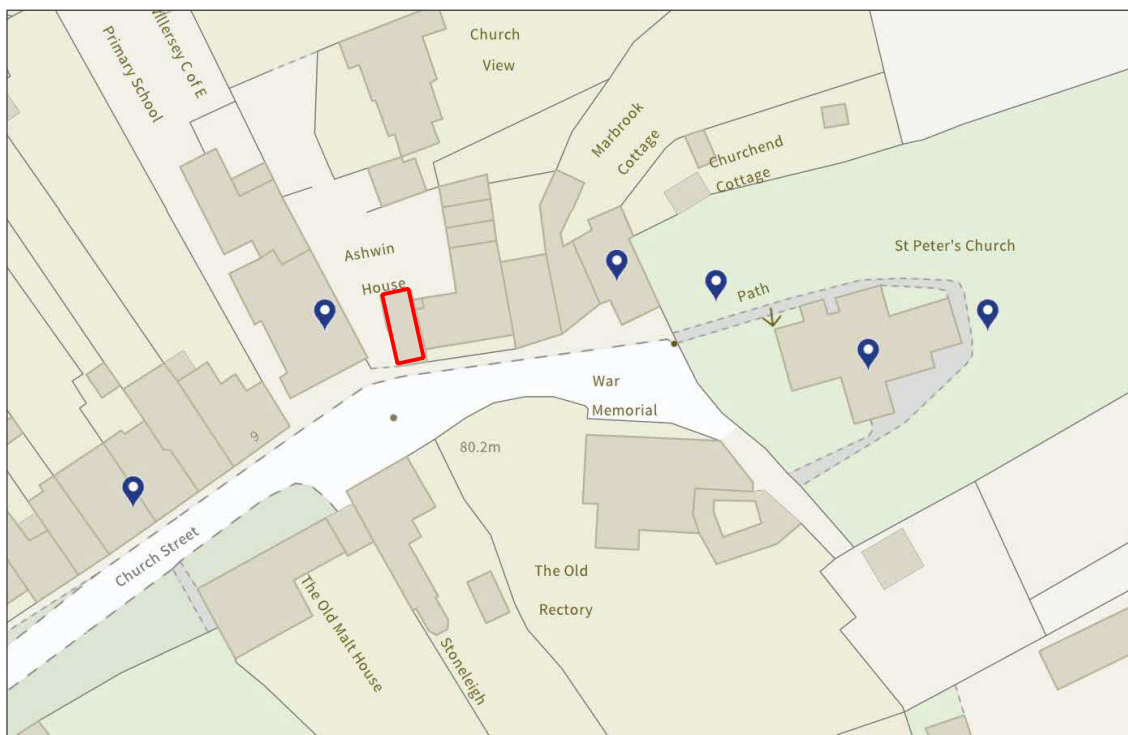 Church
View
Willersey C of E
Primary School
Marbrook
Cottage
Churchend
Cottage
Ashwin
House
St Peter's Church
Path
War
Memorial
9
80.2m
Church Street
The Old
Rectory
The Old Malt House
Stoneleigh